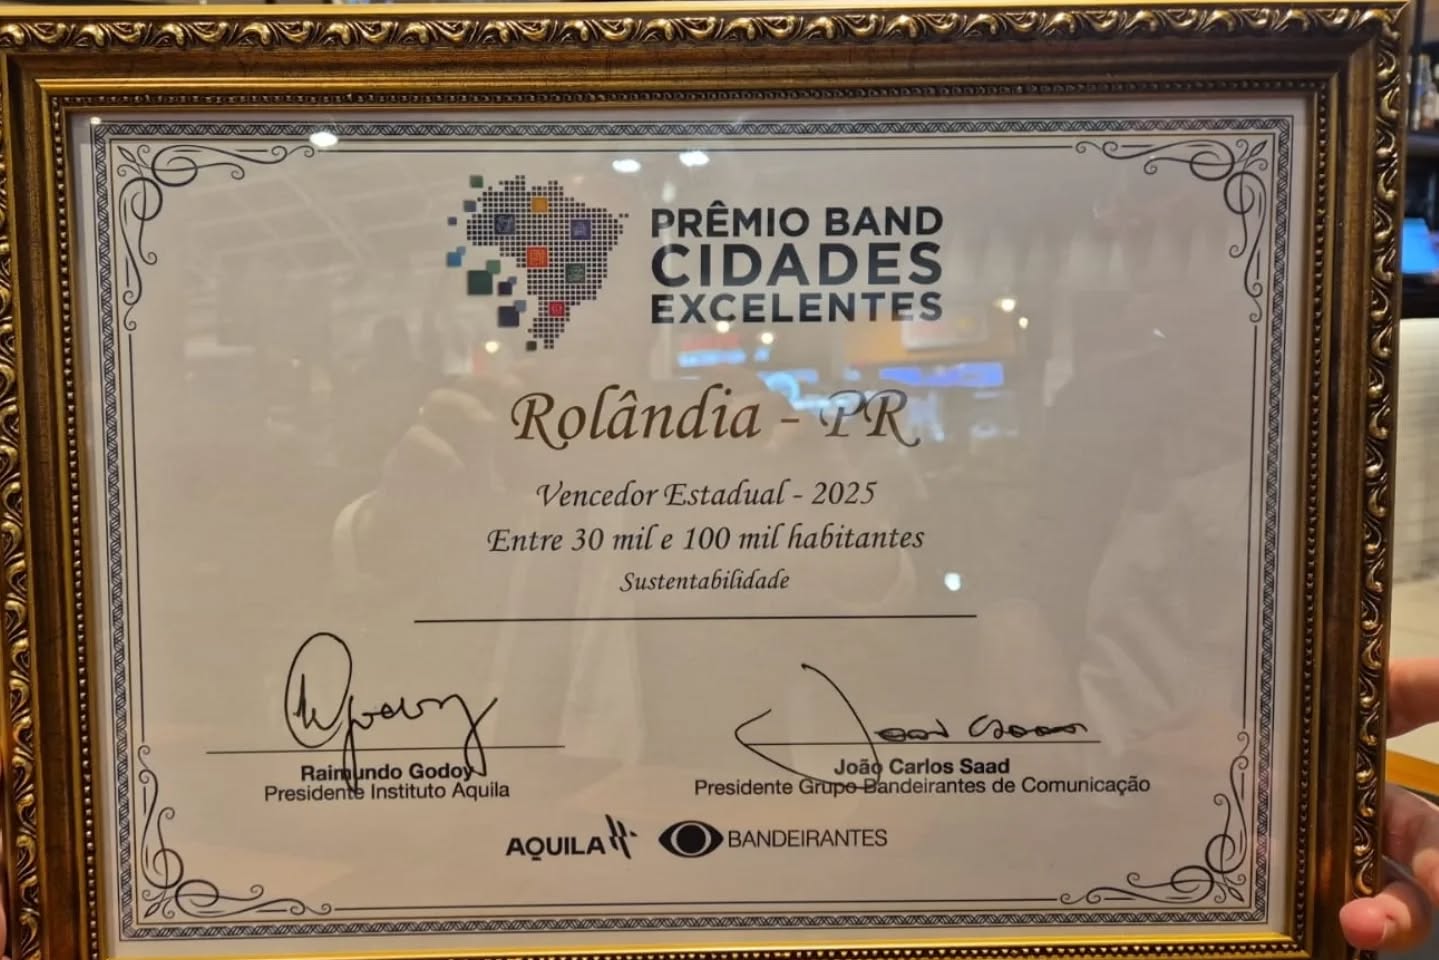 PRÊMIO BAND
CIDADES
EXCELENTES
Rolândia - PR
Vencedor Estadual - 2025
Entre 30 mil e 100 mil habitantes
Sustentabilidade
Raimundo Godoy
Presidente Instituto Aquila
João Carlos Saad
Presidente Grupo Bandeirantes de Comunicação
AQUILA
BANDEIRANTES